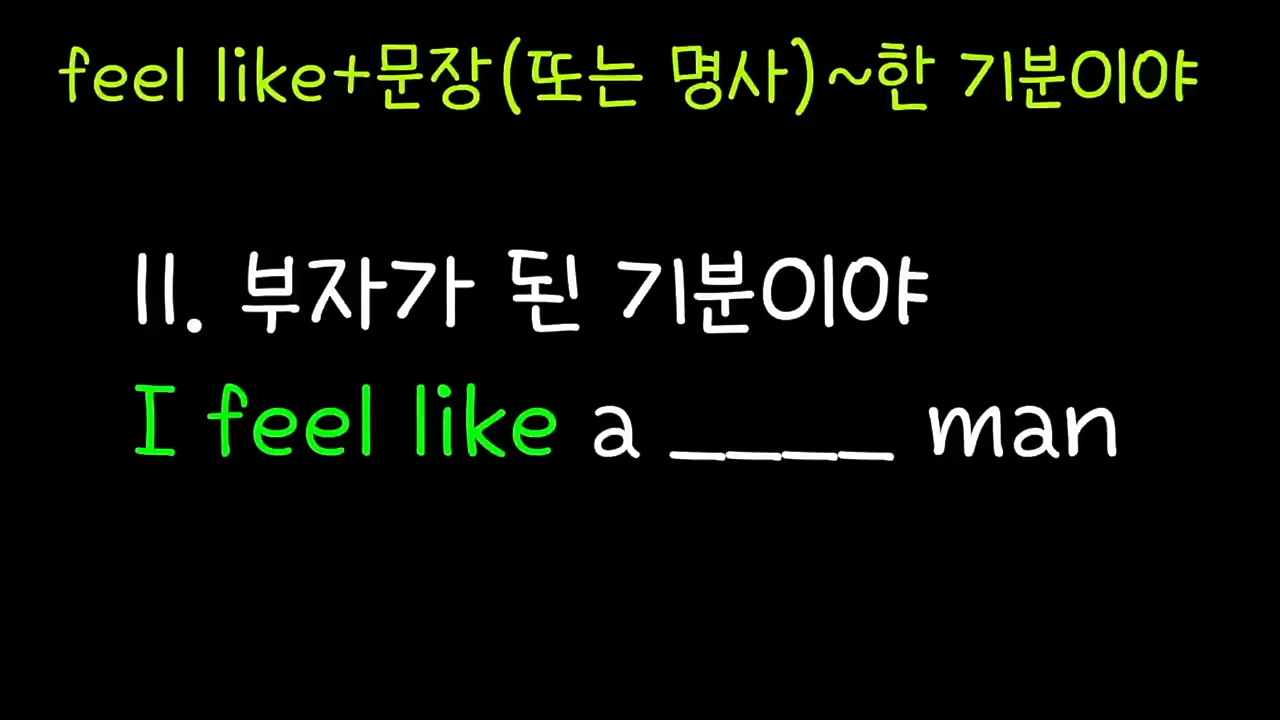 feel like+문장(또는 명사)~한 기분이야
11. 부자가 된 기분이야
I feel like a ____ man